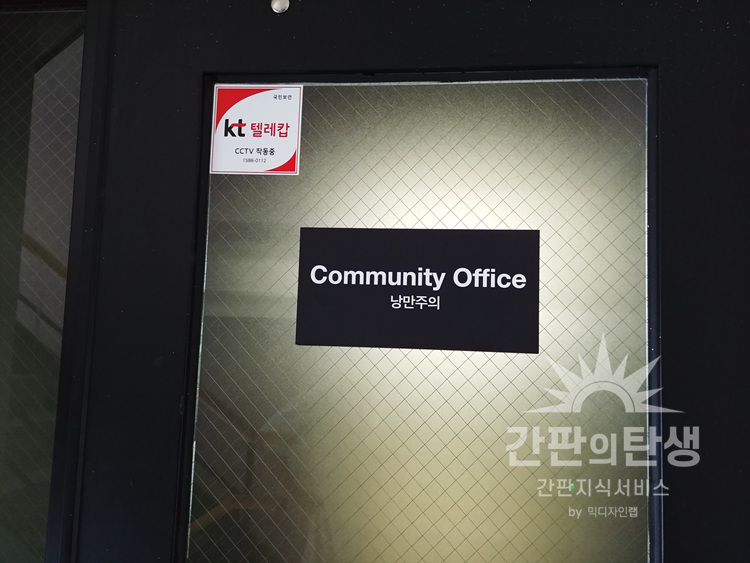 국민보안
kt 텔레캅
CCTV 작동중
1588-0112
Community Office
낭만주의
간판의탄생
간판지식서비스
by 믹디자인랩